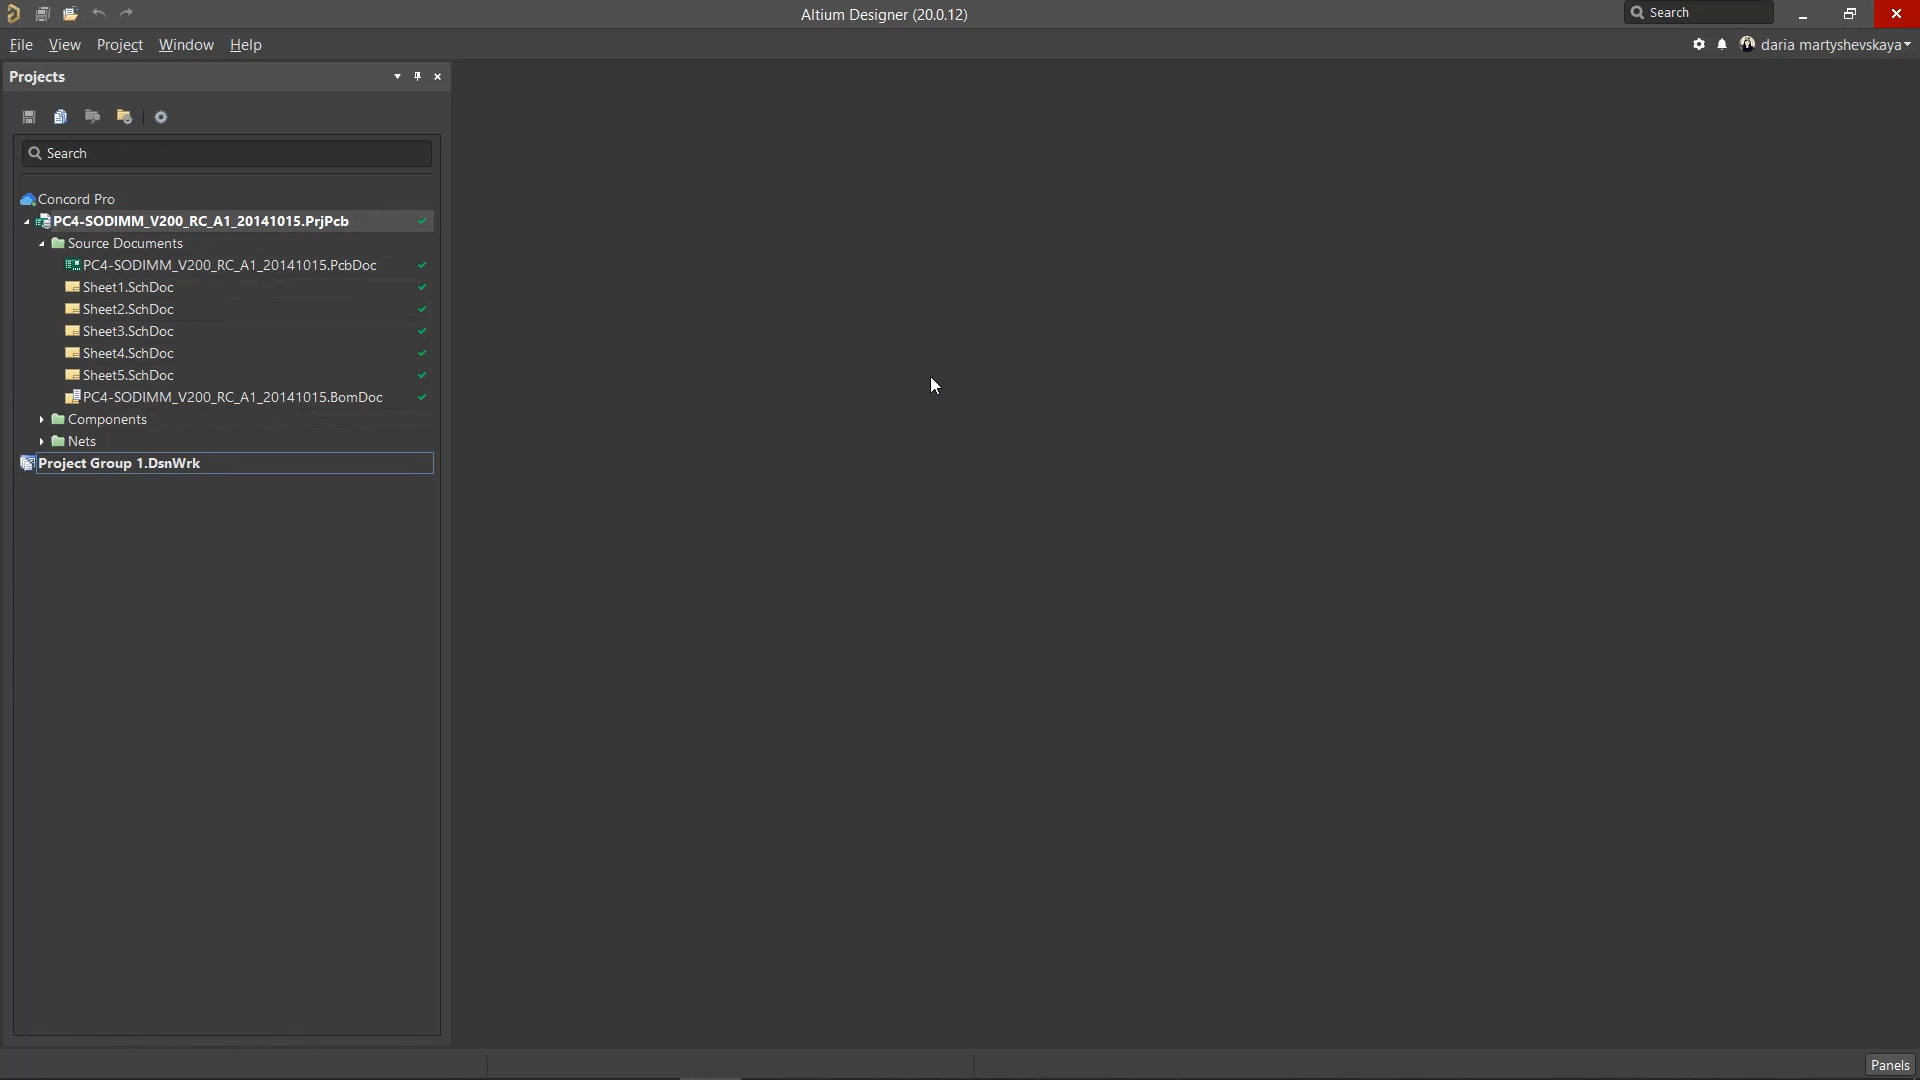 Altium Designer (20.0.12)
Search
File View Project Window Help
daria martyshevskaya
Projects
Search
Concord Pro
PC4-SODIMM_V200_RC_A1_20141015.PrjPcb
Source Documents
PC4-SODIMM_V200_RC_A1_20141015.PcbDoc
Sheet1.SchDoc
Sheet2.SchDoc
Sheet3.SchDoc
Sheet4.SchDoc
Sheet5.SchDoc
PC4-SODIMM_V200_RC_A1_20141015.BomDoc
Components
Nets
Project Group 1.DsnWrk
Panels